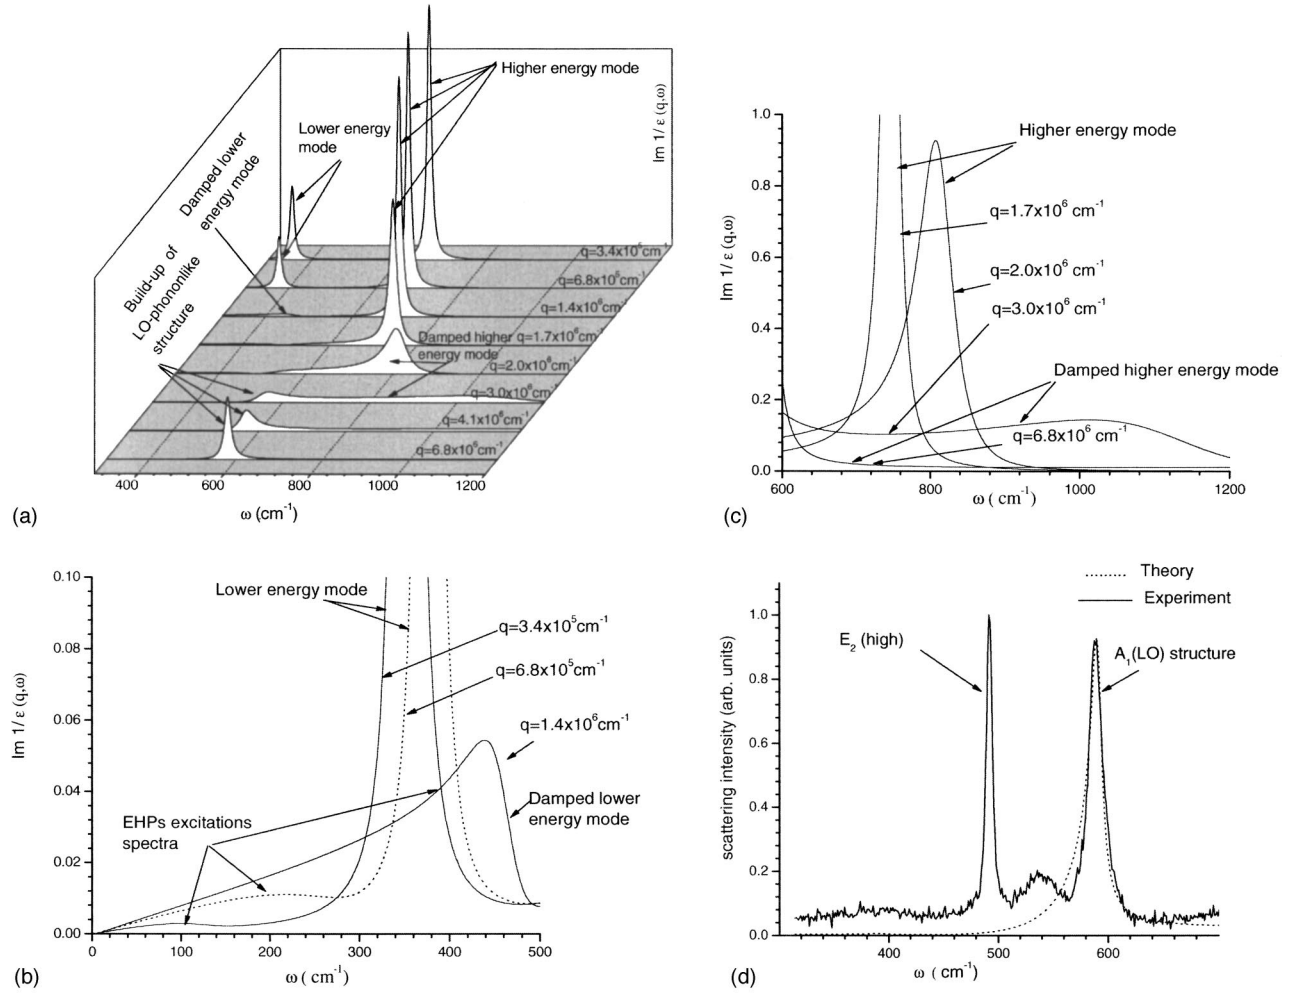 Higher energy mode
Lower energy
mode
Damped lower
energy mode
Build-up of
LO-phononlike
structure
Im 1/ ε (q,ω)
q=3.4x10⁵cm⁻¹
q=6.8x10⁵cm⁻¹
q=1.4x10⁶cm⁻¹
Damped higher q=1.7x10⁶cm⁻¹
energy mode
q=2.0x10⁶cm⁻¹
q=3.0x10⁶cm⁻¹
q=4.1x10⁶cm⁻¹
q=6.8x10⁶cm⁻¹
400 600 800 1000 1200
ω (cm⁻¹)
(a)
1.0
0.8
0.6
0.4
0.2
0.0
Im 1/ ε (q,ω)
Higher energy mode
q=1.7x10⁶ cm⁻¹
q=2.0x10⁶ cm⁻¹
q=3.0x10⁶ cm⁻¹
Damped higher energy mode
q=6.8x10⁶ cm⁻¹
600 800 1000 1200
ω ( cm⁻¹)
(c)
0.10
0.08
0.06
0.04
0.02
0.00
Im 1/ ε (q,ω)
Lower energy mode
q=3.4x10⁵cm⁻¹
q=6.8x10⁵cm⁻¹
q=1.4x10⁶cm⁻¹
Damped lower
energy mode
EHPs excitations
spectra
0 100 200 300 400 500
ω ( cm⁻¹)
(b)
Theory
Experiment
1.0
0.8
0.6
0.4
0.2
0.0
scattering intensity (arb. units)
E₂ (high)
A₁(LO) structure
400 500 600
ω ( cm⁻¹)
(d)